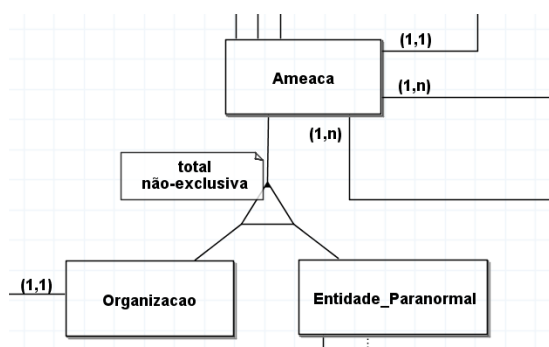 (1,1)
Ameaca
(1,n)
(1,n)
total
não-exclusiva
(1,1)
Organizacao
Entidade_Paranormal